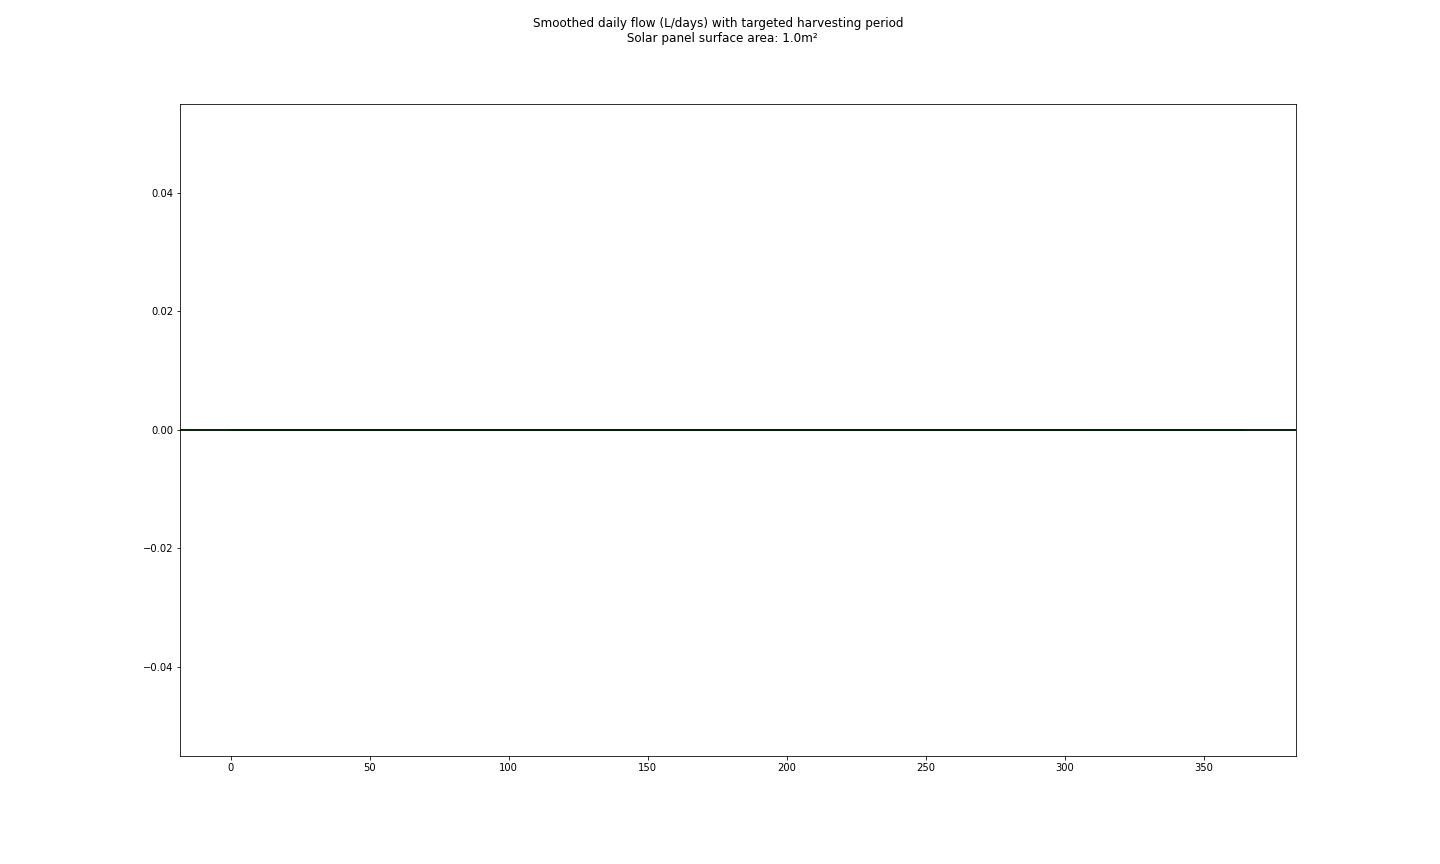 Smoothed daily flow (L/days) with targeted harvesting period
Solar panel surface area: 1.0m²
0.04
0.02
0.00
−0.02
−0.04
0 50 100 150 200 250 300 350